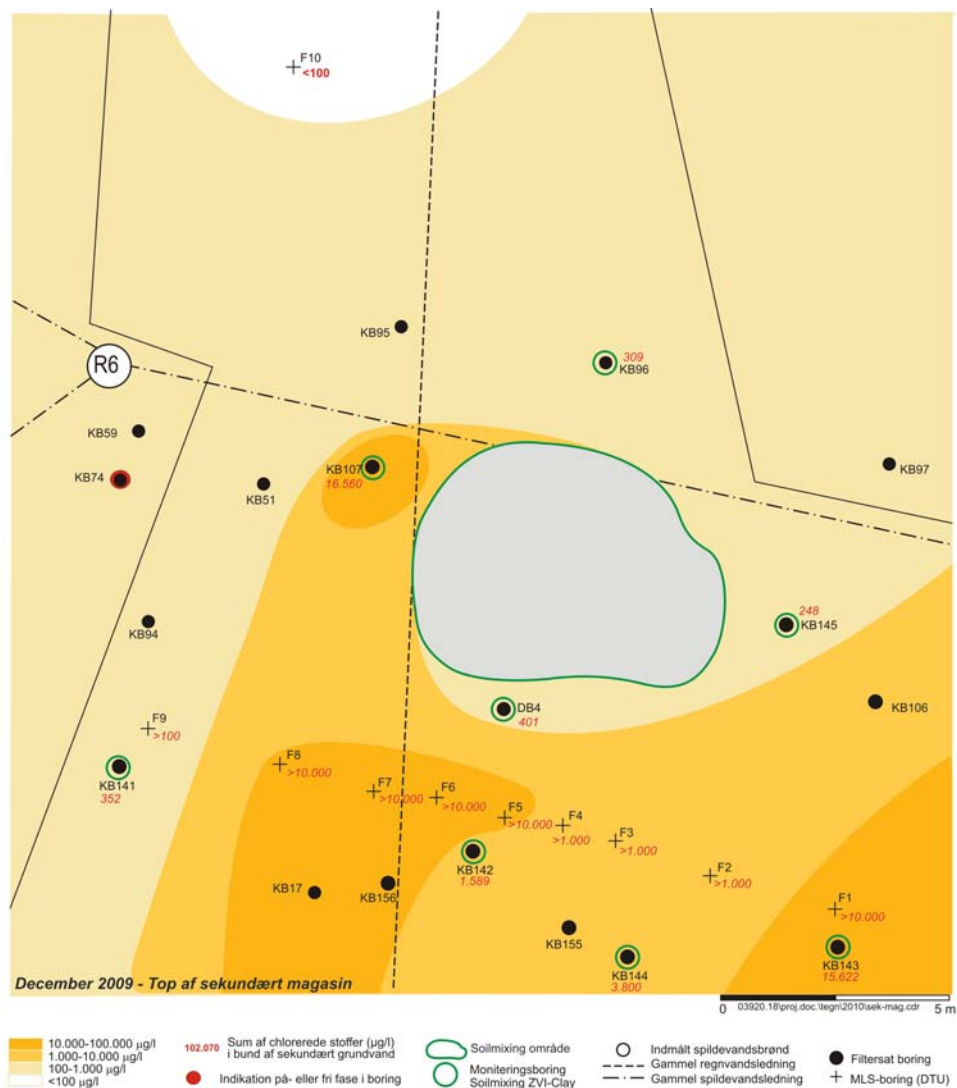 F10
<100
KB95
309
KB96
R6
KB59
KB74
KB107
16.560
KB51
KB97
KB94
248
KB145
DB4
401
KB106
F9
>100
KB141
352
F8
>10.000
F7
>10.000
F6
>10.000
F5
>10.000
F4
>1.000
F3
>1.000
KB142
1.589
F2
>1.000
KB17
KB156
F1
>10.000
KB155
KB144
3.800
KB143
15.622
December 2009 - Top af sekundært magasin
0 03920.18\proj.doc.\tegn\2010\sek-mag.cdr 5 m
10.000-100.000 µg/l
1.000-10.000 µg/l
100-1.000 µg/l
<100 µg/l
102.070 Sum af chlorerede stoffer (µg/l)
i bund af sekundært grundvand
Indikation på- eller fri fase i boring
Soilmixing område
Moniteringsboring
Soilmixing ZVI-Clay
Indmålt spildevandsbrønd
Gammel regnvandsledning
Gammel spildevandsledning
Filtersat boring
MLS-boring (DTU)